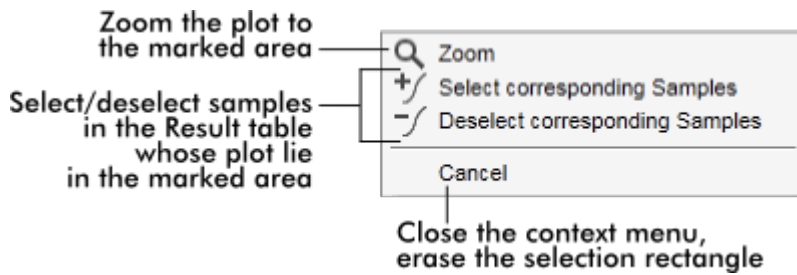 Zoom the plot to
the marked area
Zoom
Select corresponding Samples
Select/deselect samples
in the Result table
whose plot lie
in the marked area
Deselect corresponding Samples
Cancel
Close the context menu,
erase the selection rectangle